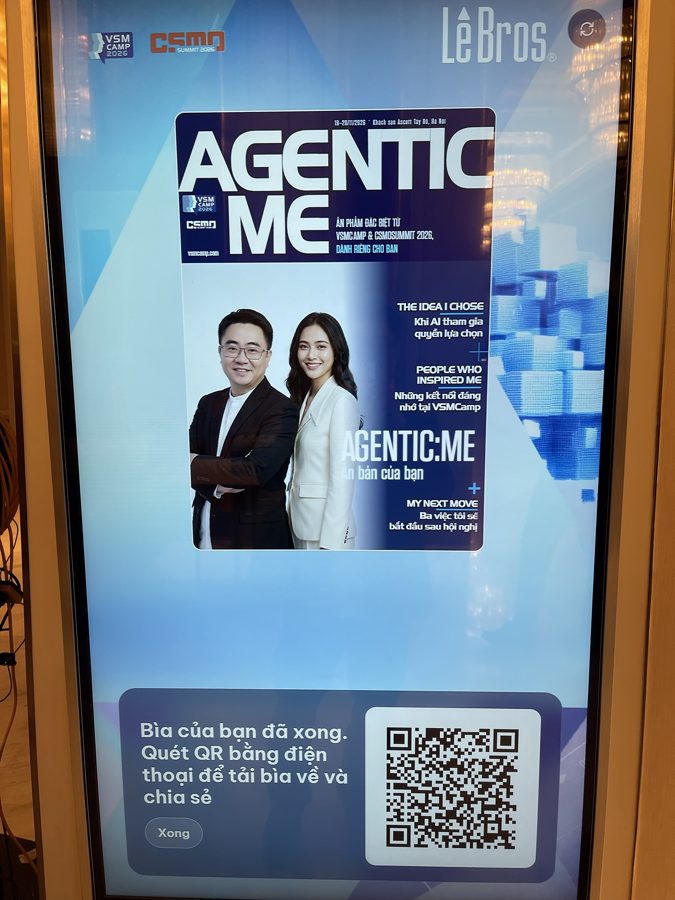 VSM
CAMP
2026
CSMO
SUMMIT 2026
LêBros®
19-20/11/2026 - Khách sạn Ascott Tây Hồ, Hà Nội
AGENTIC
ME
VSM
CAMP
2026
CSMO
vsmcamp.com
ẤN PHẨM ĐẶC BIỆT TỪ
VSMCAMP & CSMOSUMMIT 2026,
DÀNH RIÊNG CHO BẠN
THE IDEA I CHOSE
Khi AI tham gia
quyền lựa chọn
PEOPLE WHO
INSPIRED ME
Những kết nối đáng
nhớ tại VSMCamp
AGENTIC:ME
Ấn bản của bạn
MY NEXT MOVE
Ba việc tôi sẽ
bắt đầu sau hội nghị
Bìa của bạn đã xong.
Quét QR bằng điện
thoại để tải bìa về và
chia sẻ
Xong